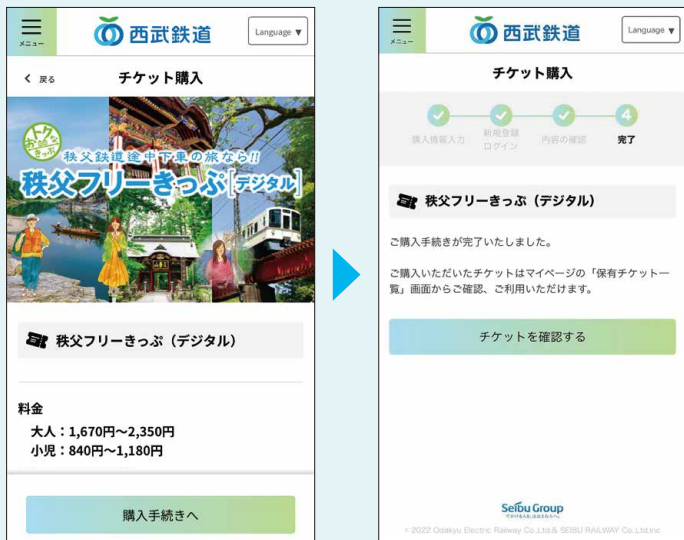 メニュー
西武鉄道
Language ▼
< 戻る
チケット購入
トク
お
きっぷ
秩父鉄道途中下車の旅なら!!
秩父フリーきっぷ[デジタル]
秩父フリーきっぷ（デジタル）
料金
大人：1,670円～2,350円
小児：840円～1,180円
購入手続きへ
メニュー
西武鉄道
Language ▼
チケット購入
購入情報入力
新規登録
ログイン
内容の確認
4
完了
秩父フリーきっぷ（デジタル）
ご購入手続きが完了いたしました。
ご購入いただいたチケットはマイページの「保有チケット一
覧」画面からご確認、ご利用いただけます。
チケットを確認する
Seibu Group
© 2022 Odakyu Electric Railway Co.,Ltd.& SEIBU RAILWAY Co.,Ltd.Inc